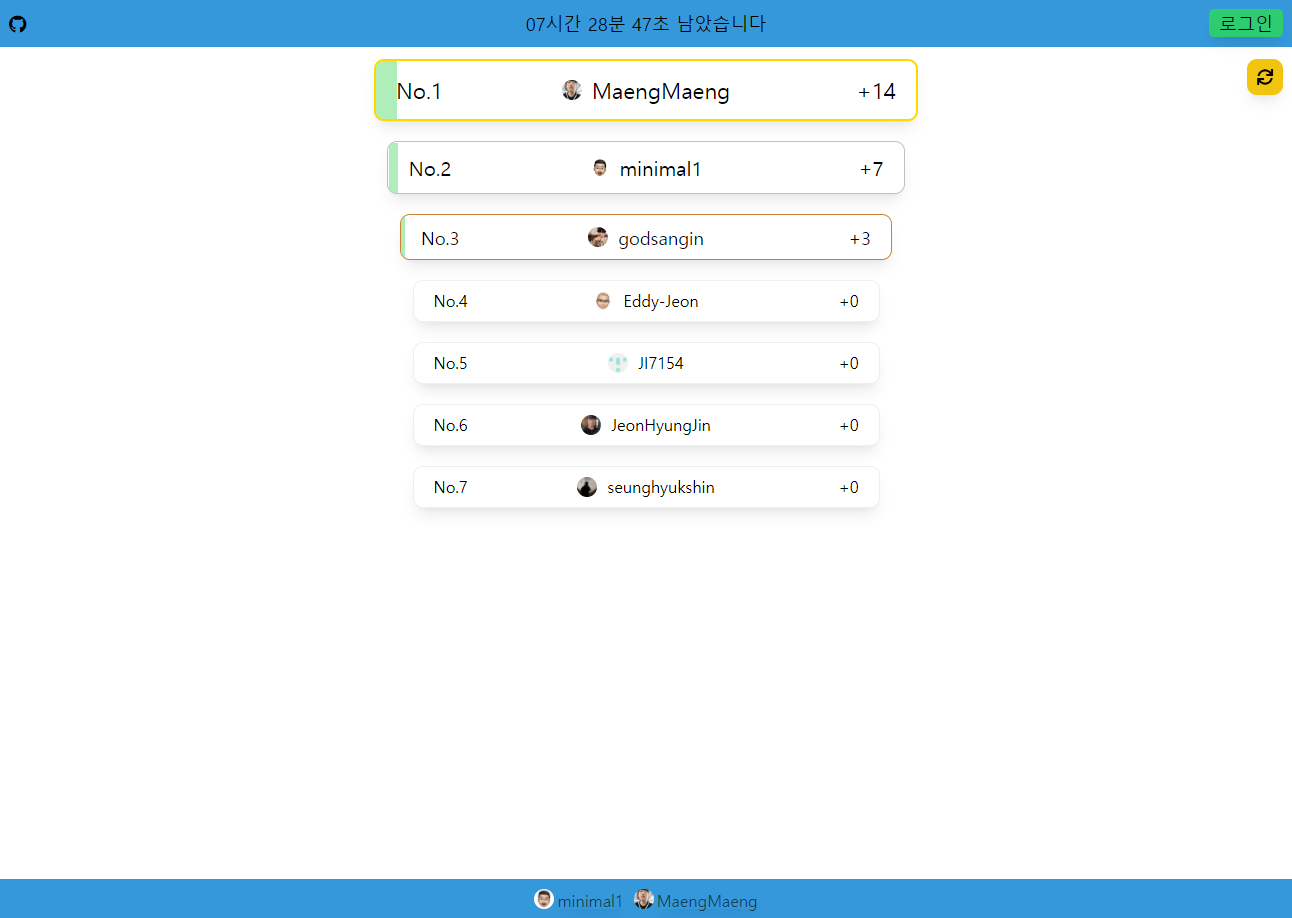 07시간 28분 47초 남았습니다 로그인
No.1 MaengMaeng +14
No.2 minimal1 +7
No.3 godsangin +3
No.4 Eddy-Jeon +0
No.5 JI7154 +0
No.6 JeonHyungJin +0
No.7 seunghyukshin +0
minimal1 MaengMaeng